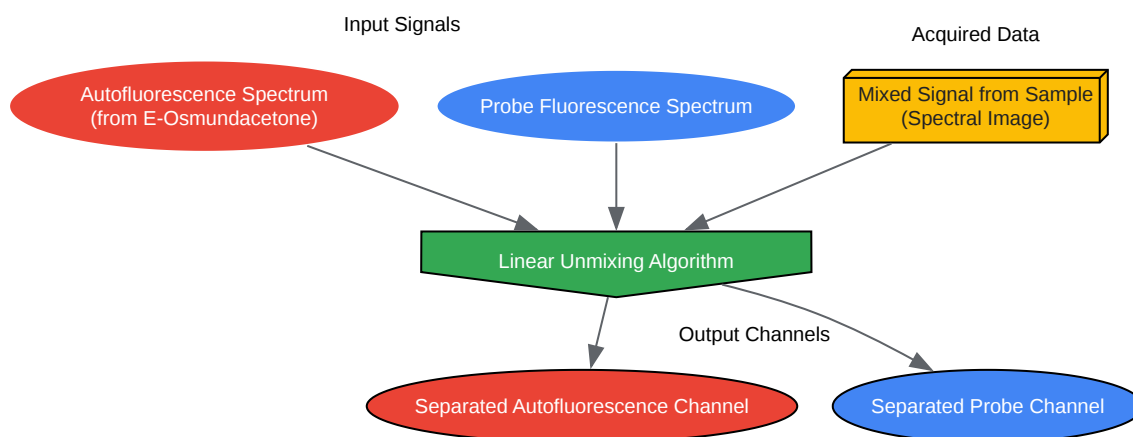 Input Signals
Acquired Data
Autofluorescence Spectrum
(from E-Osmundacetone)
Probe Fluorescence Spectrum
Mixed Signal from Sample
(Spectral Image)
Linear Unmixing Algorithm
Output Channels
Separated Autofluorescence Channel
Separated Probe Channel